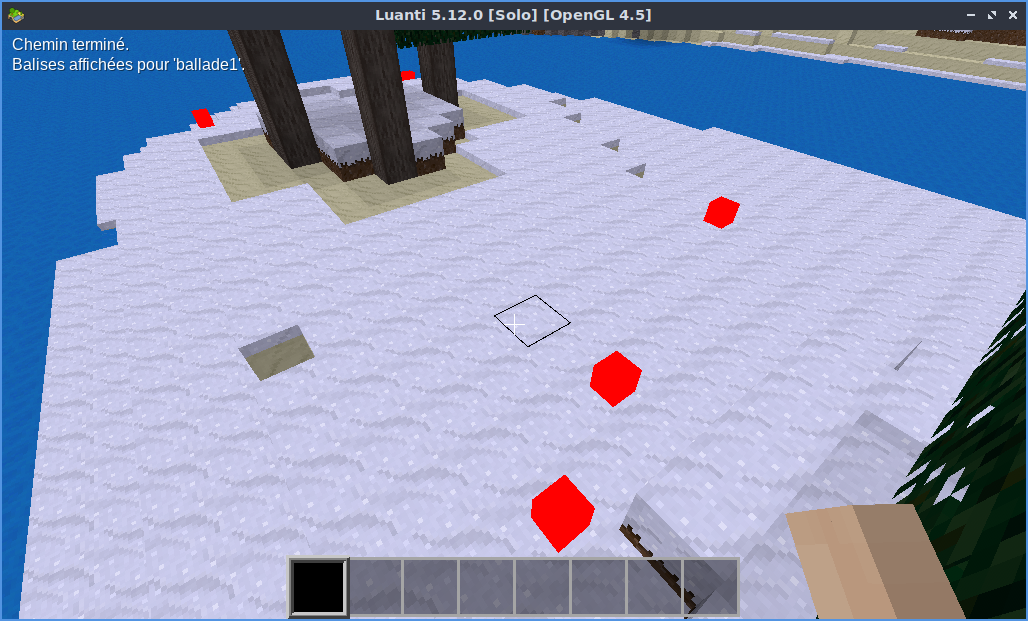 Luanti 5.12.0 [Solo] [OpenGL 4.5]
Chemin terminé.
Balises affichées pour 'ballade1'.